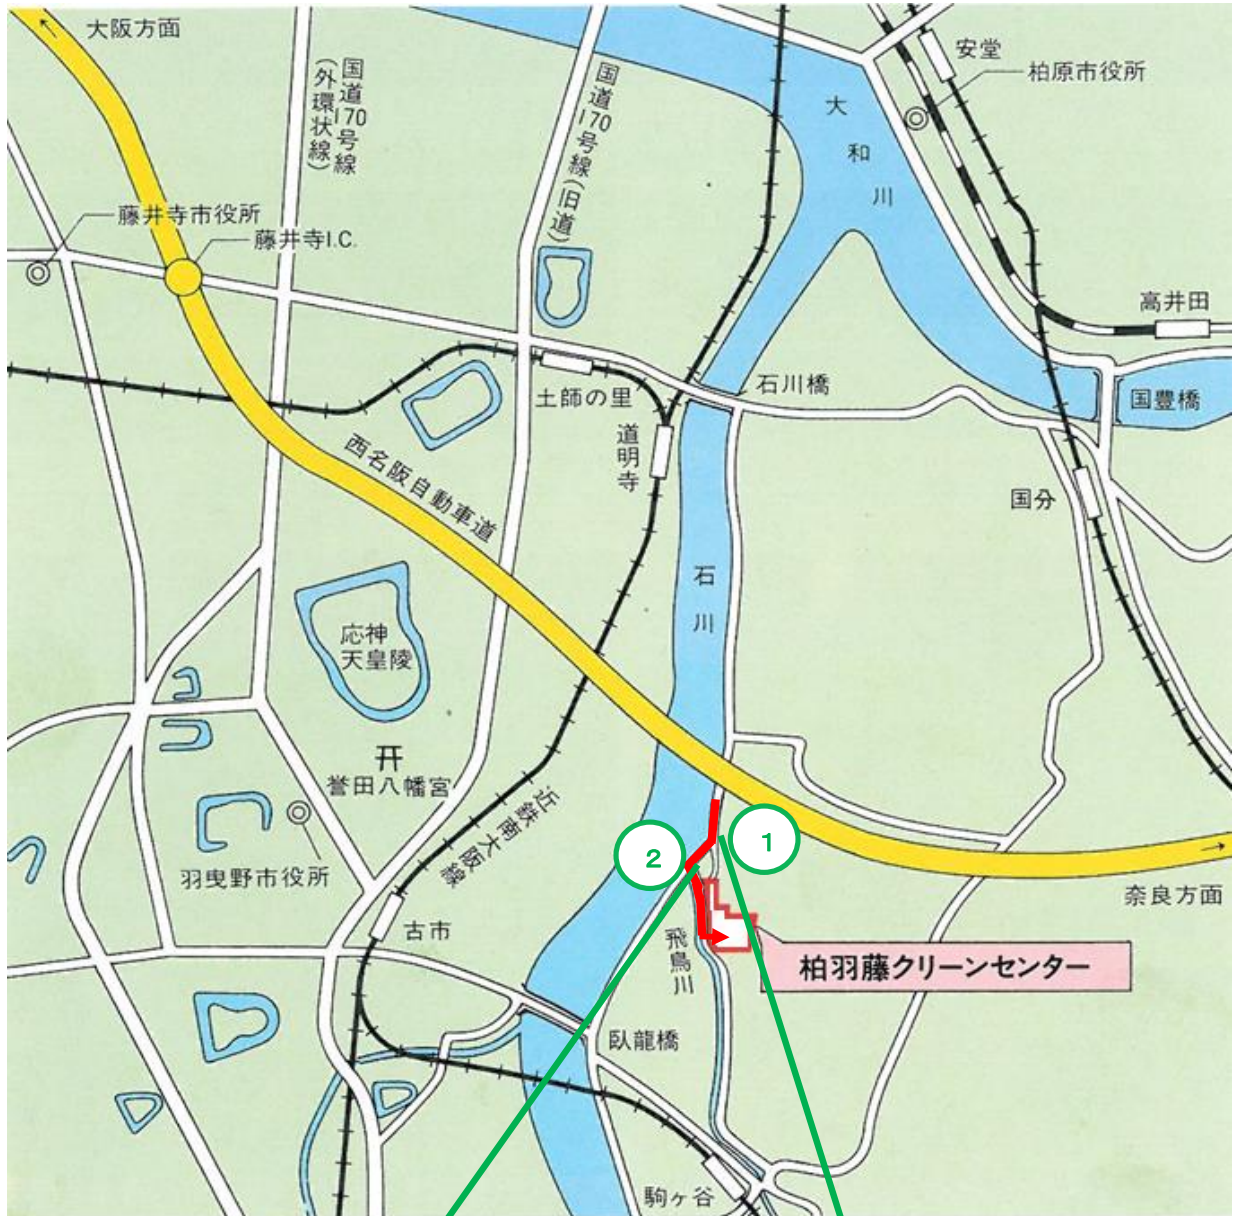 大阪方面
国道170号線
(外環状線)
国道170号線(旧道)
安堂
柏原市役所
大和川
藤井寺市役所
藤井寺I.C.
高井田
石川橋
国豊橋
土師の里
道明寺
国分
西名阪自動車道
石川
応神
天皇陵
誉田八幡宮
近鉄南大阪線
羽曳野市役所
1
2
奈良方面
古市
飛鳥川
柏羽藤クリーンセンター
臥龍橋
駒ヶ谷